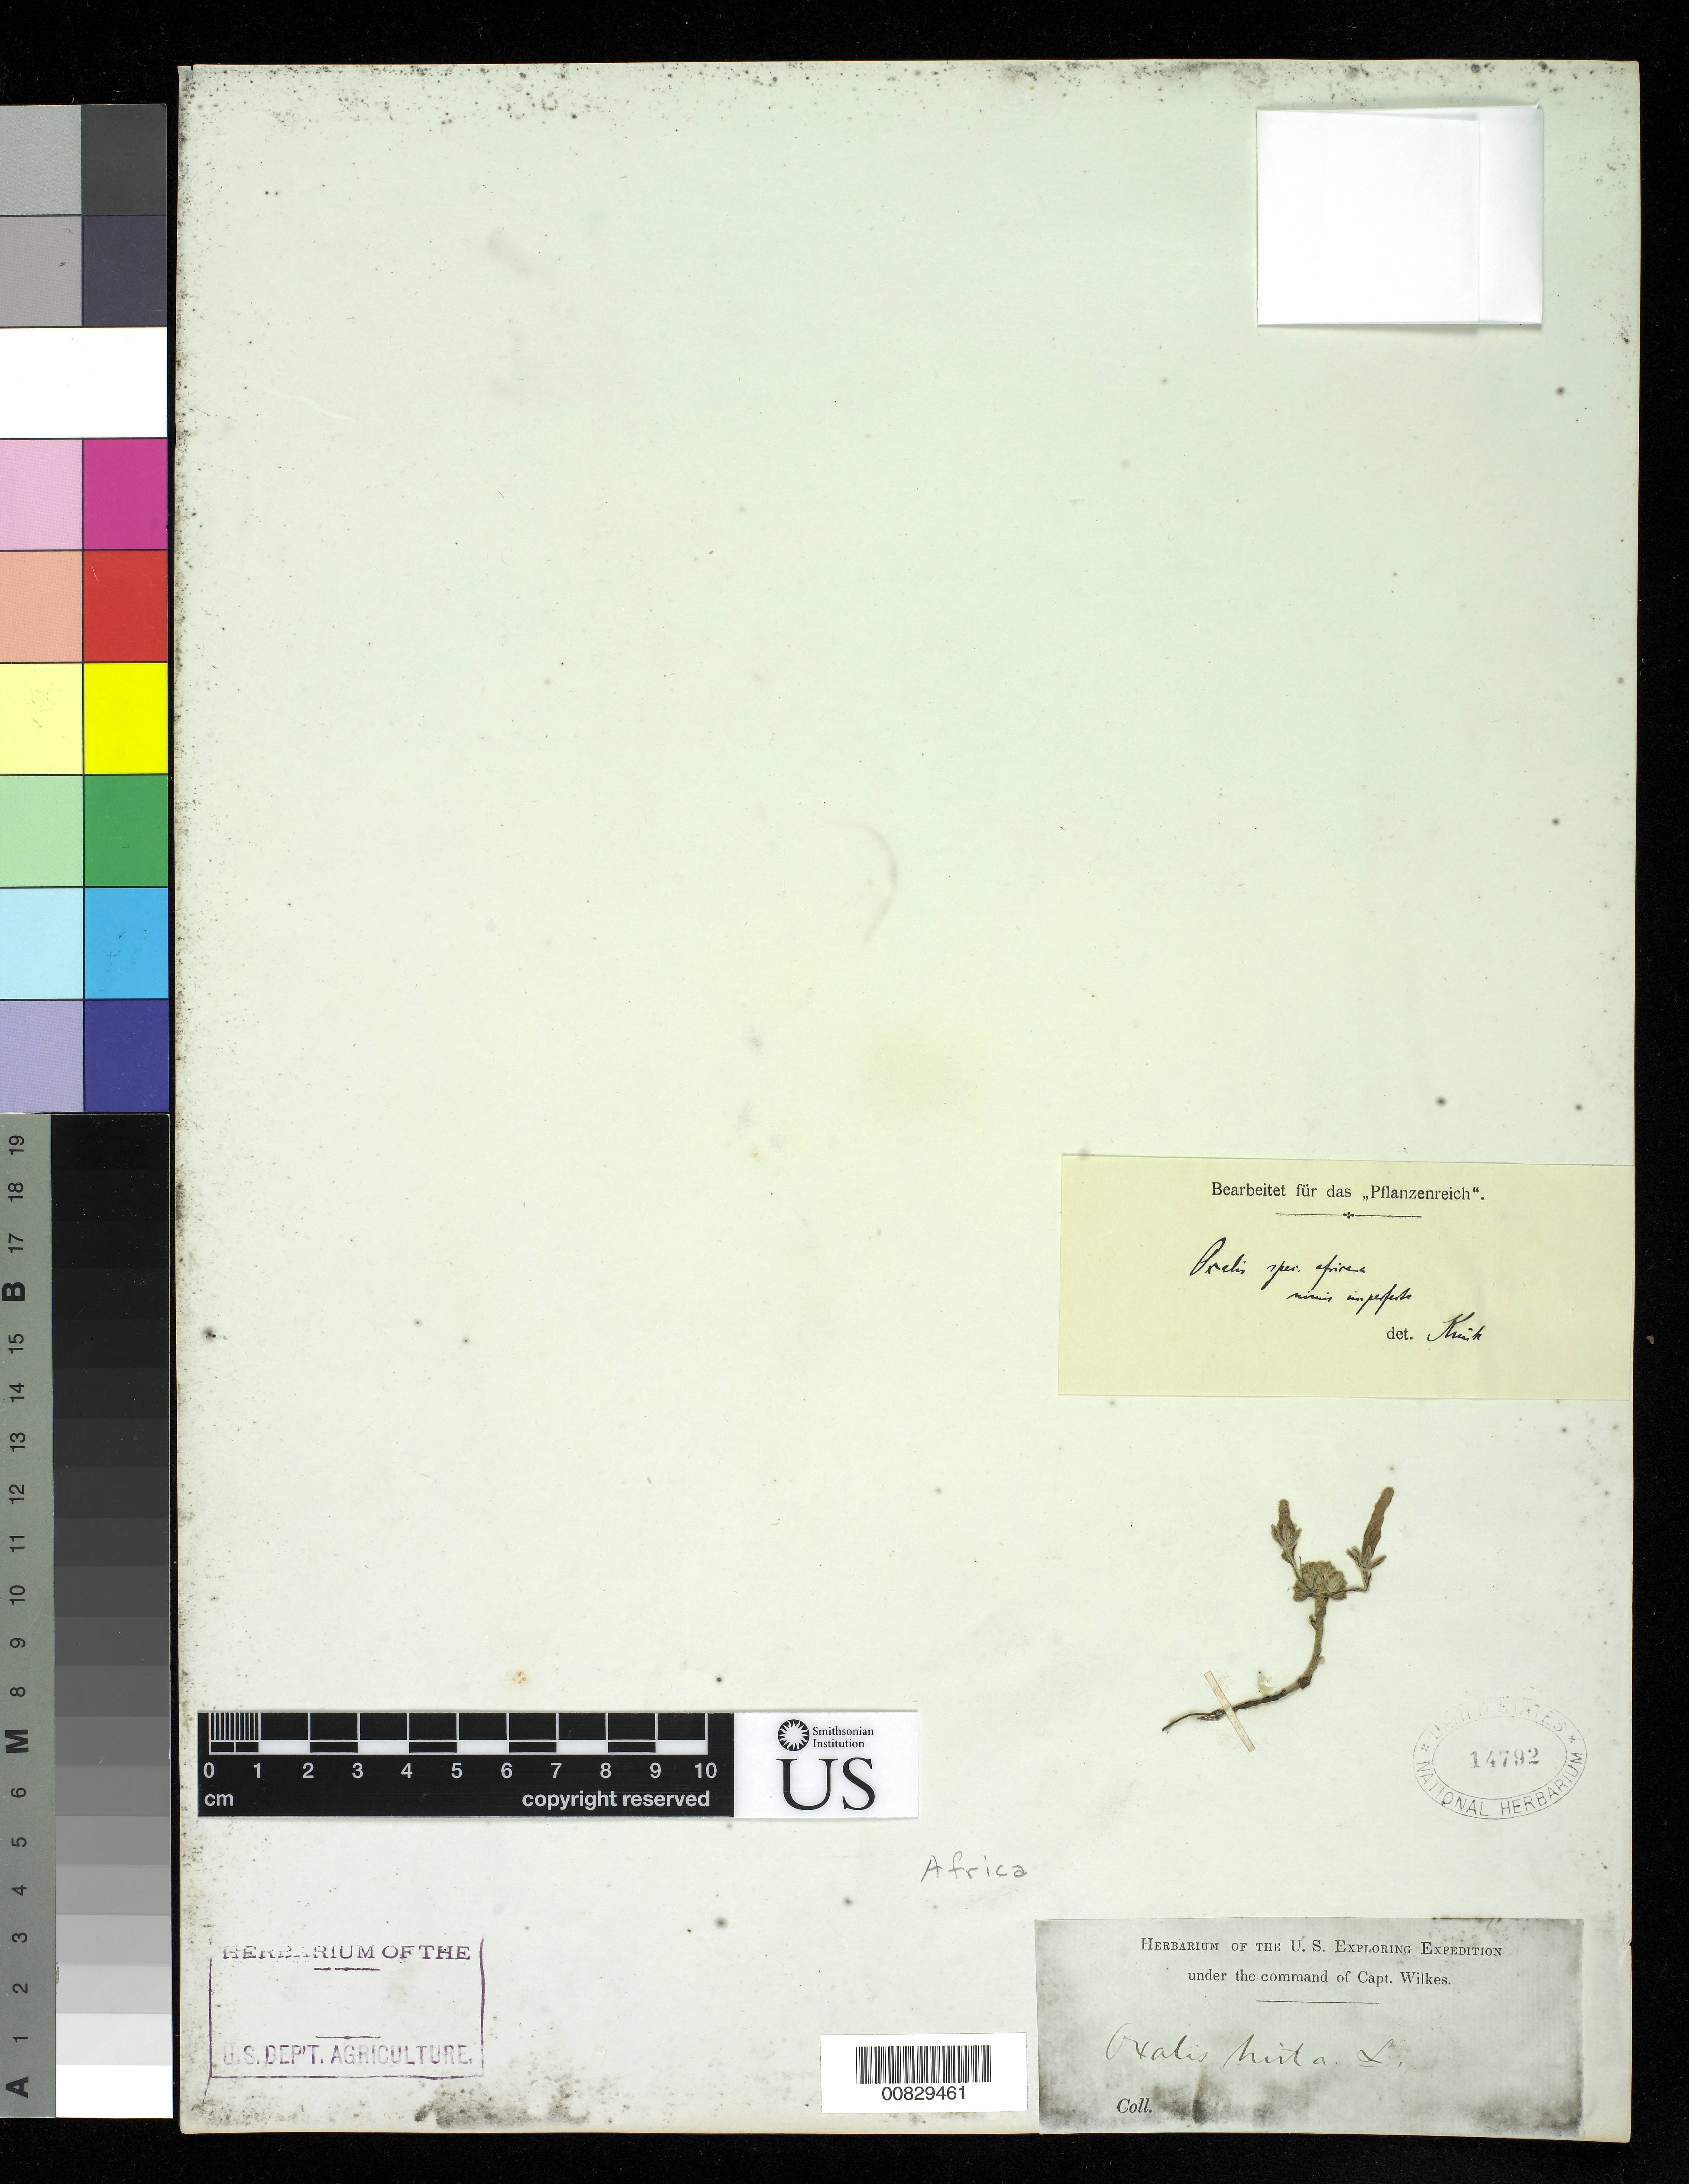 Bearbeitet für das „Pflanzenreich“.
Oxalis spec. africana
nimis imperfecta
det. Knuth
Smithsonian
Institution
US
0 1 2 3 4 5 6 7 8 9 10
cm copyright reserved
UNITED STATES
14792
NATIONAL HERBARIUM
Africa
HERBARIUM OF THE
U.S. DEP'T. AGRICULTURE.
00829461
HERBARIUM OF THE U. S. EXPLORING EXPEDITION
under the command of Capt. Wilkes.
Oxalis hirta. L.
Coll.
A 1 2 3 4 5 6 M 8 9 10 11 12 13 14 15 B 17 18 19